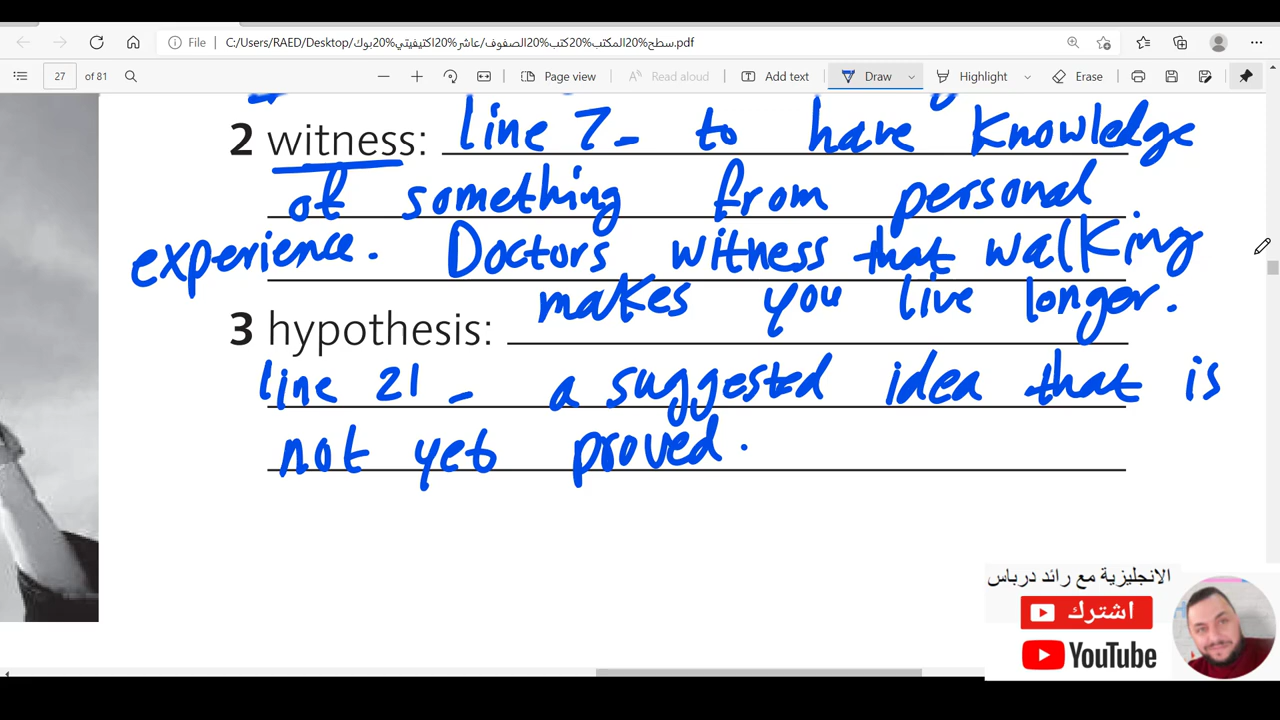 File C:/Users/RAED/Desktop/سطح%20المكتب%20كتب%20الصفوف/عاشر%20اكتيفيتي%20بوك.pdf
27 of 81 Page view Read aloud Add text Draw Highlight Erase
2 witness: line 7_ to have knowledge
of something from personal
experience. Doctors witness that walking
makes you live longer.
3 hypothesis:
line 21 _ a suggested idea that is
not yet proved.
الانجليزية مع رائد درباس
اشترك
YouTube